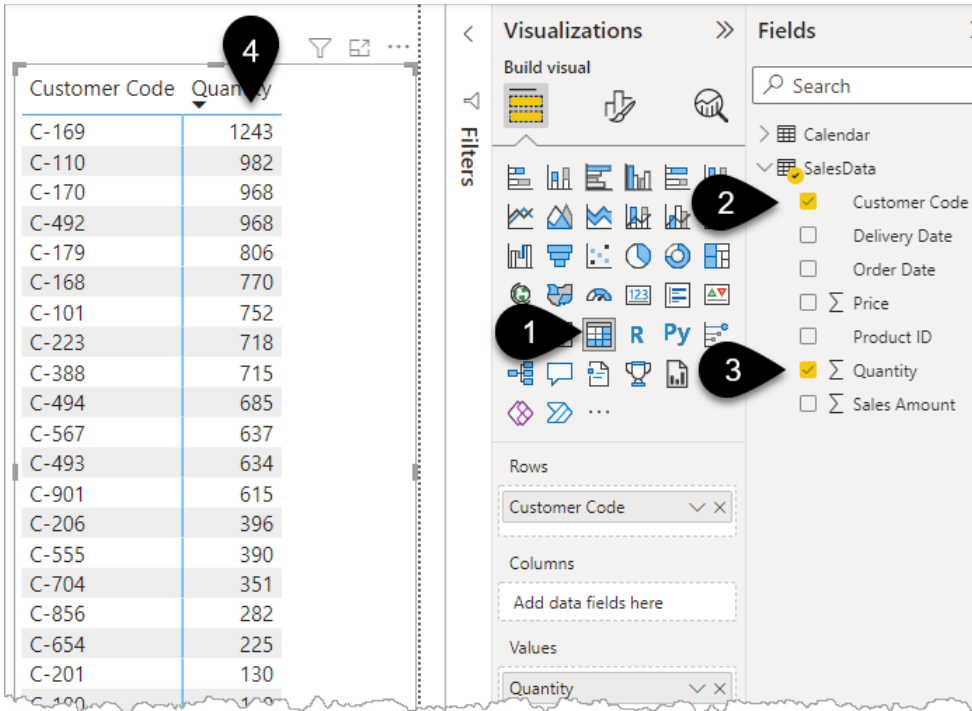 4
Customer Code Quantity
C-169 1243
C-110 982
C-170 968
C-492 968
C-179 806
C-168 770
C-101 752
C-223 718
C-388 715
C-494 685
C-567 637
C-493 634
C-901 615
C-206 396
C-555 390
C-704 351
C-856 282
C-654 225
C-201 130
Filters
Visualizations
Build visual
123
1
R Py
Rows
Customer Code
Columns
Add data fields here
Values
Quantity
Fields
Search
Calendar
SalesData
2
Customer Code
Delivery Date
Order Date
∑ Price
Product ID
3
∑ Quantity
∑ Sales Amount